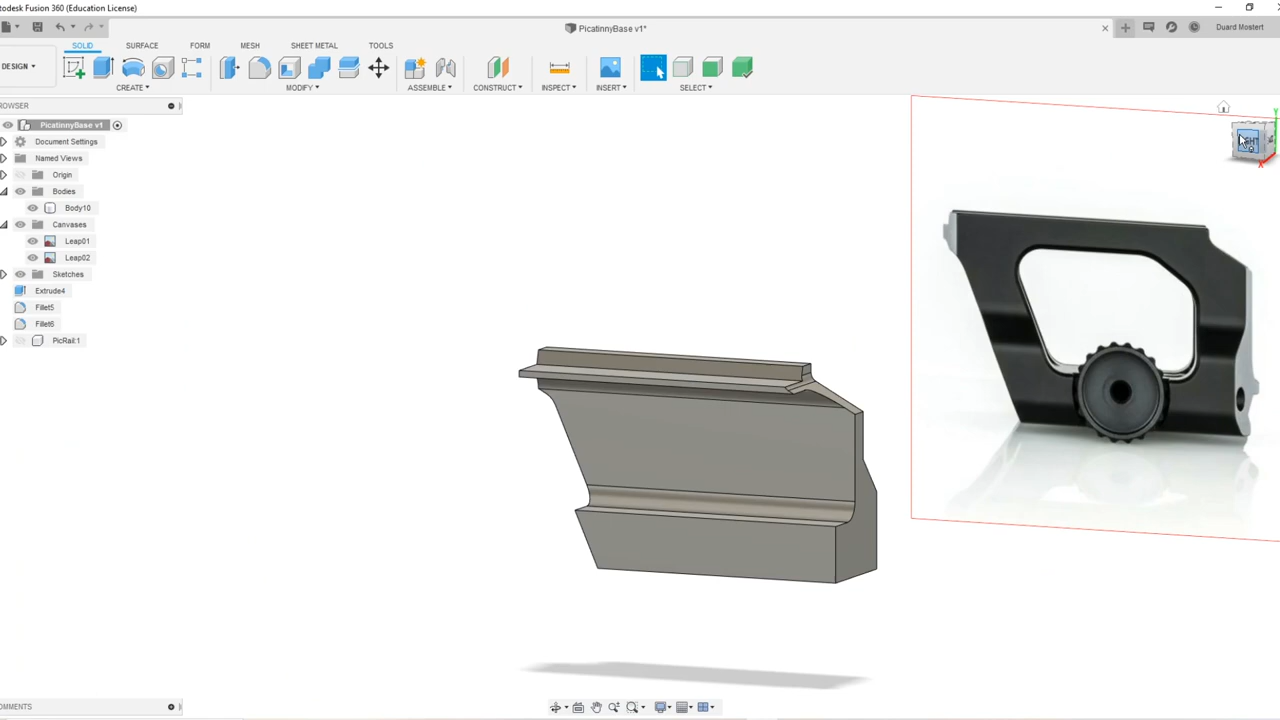 odesk Fusion 360 (Education License)
PicatinnyBase v1*
Duard Mostert
SOLID SURFACE FORM MESH SHEET METAL TOOLS
DESIGN
CREATE MODIFY ASSEMBLE CONSTRUCT INSPECT INSERT SELECT
ROWSER
PicatinnyBase v1
Document Settings
Named Views
Origin
Bodies
Body10
Canvases
Leap01
Leap02
Sketches
Extrude4
Fillet5
Fillet6
PicRail:1
Y
X
OMMENTS